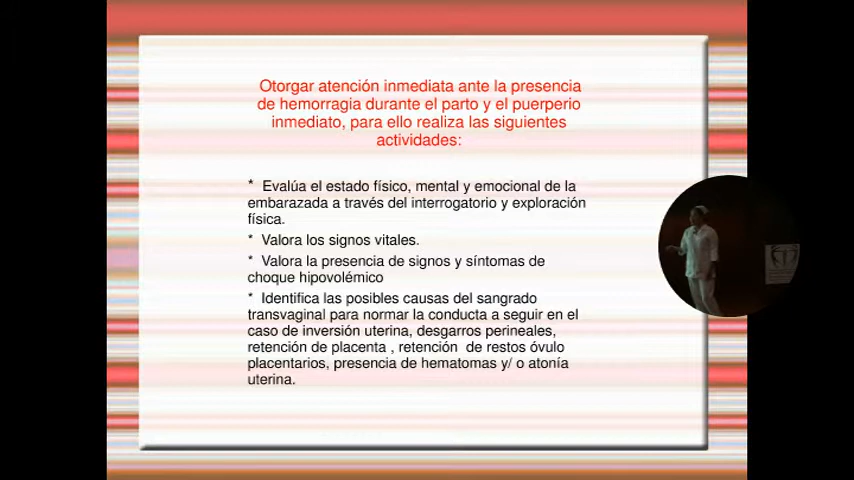 Otorgar atención inmediata ante la presencia
de hemorragia durante el parto y el puerperio
inmediato, para ello realiza las siguientes
actividades:
* Evalúa el estado físico, mental y emocional de la
embarazada a través del interrogatorio y exploración
física.
* Valora los signos vitales.
* Valora la presencia de signos y síntomas de
choque hipovolémico
* Identifica las posibles causas del sangrado
transvaginal para normar la conducta a seguir en el
caso de inversión uterina, desgarros perineales,
retención de placenta , retención de restos óvulo
placentarios, presencia de hematomas y/ o atonía
uterina.